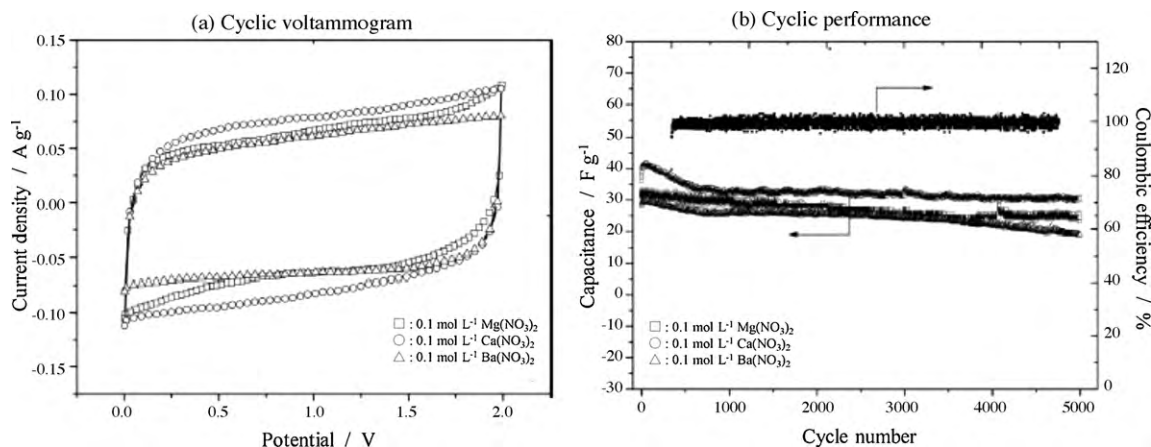 (a) Cyclic voltammogram
0.15
0.10
0.05
0.00
-0.05
-0.10
-0.15
Current density / A g⁻¹
0.0
0.5
1.0
1.5
2.0
Potential / V
□ : 0.1 mol L⁻¹ Mg(NO₃)₂
○ : 0.1 mol L⁻¹ Ca(NO₃)₂
△ : 0.1 mol L⁻¹ Ba(NO₃)₂
(b) Cyclic performance
80
70
60
50
40
30
20
10
0
-10
-20
-30
Capacitance / F g⁻¹
0
1000
2000
3000
4000
5000
Cycle number
120
100
80
60
40
20
0
Coulombic efficiency / %
□ : 0.1 mol L⁻¹ Mg(NO₃)₂
○ : 0.1 mol L⁻¹ Ca(NO₃)₂
△ : 0.1 mol L⁻¹ Ba(NO₃)₂